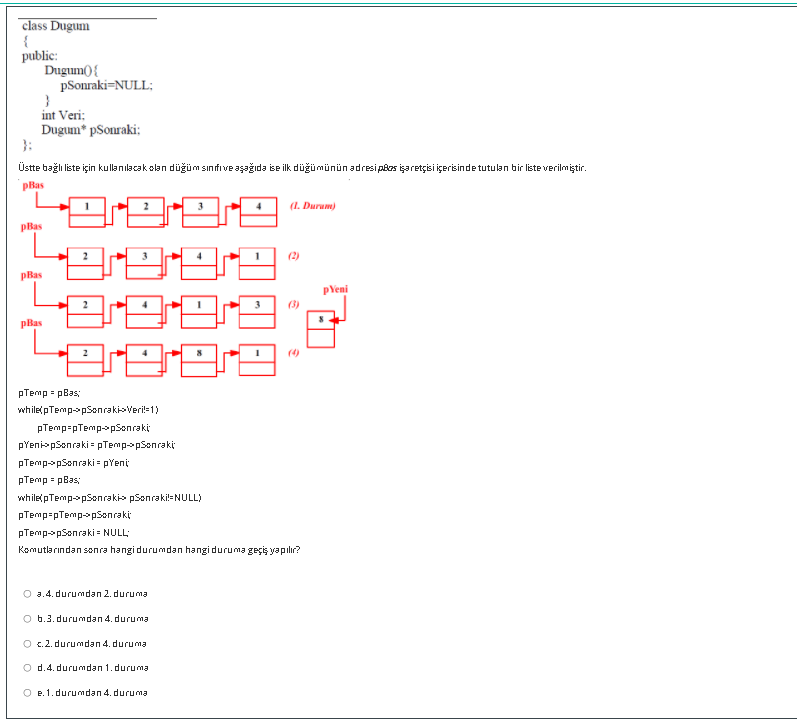 class Dugum
{
public:
Dugum(){
pSonraki=NULL;
}
int Veri;
Dugum* pSonraki;
};
Üstte bağlı liste için kullanılacak olan düğüm sınıfı ve aşağıda ise ilk düğümünün adresi pBas işaretçisi içerisinde tutulan bir liste verilmiştir.
pBas
1 2 3 4 (1. Durum)
pBas
2 3 4 1 (2)
pBas
2 4 1 3 (3)
pYeni
8
pBas
2 4 8 1 (4)
pTemp = pBas;
while(pTemp->pSonraki->Veri!=1)
pTemp=pTemp->pSonraki;
pYeni->pSonraki = pTemp->pSonraki;
pTemp->pSonraki = pYeni;
pTemp = pBas;
while(pTemp->pSonraki-> pSonraki!=NULL)
pTemp=pTemp->pSonraki;
pTemp->pSonraki = NULL;
Komutlarından sonra hangi durumdan hangi duruma geçiş yapılır?
a. 4. durumdan 2. duruma
b. 3. durumdan 4. duruma
c. 2. durumdan 4. duruma
d. 4. durumdan 1. duruma
e. 1. durumdan 4. duruma